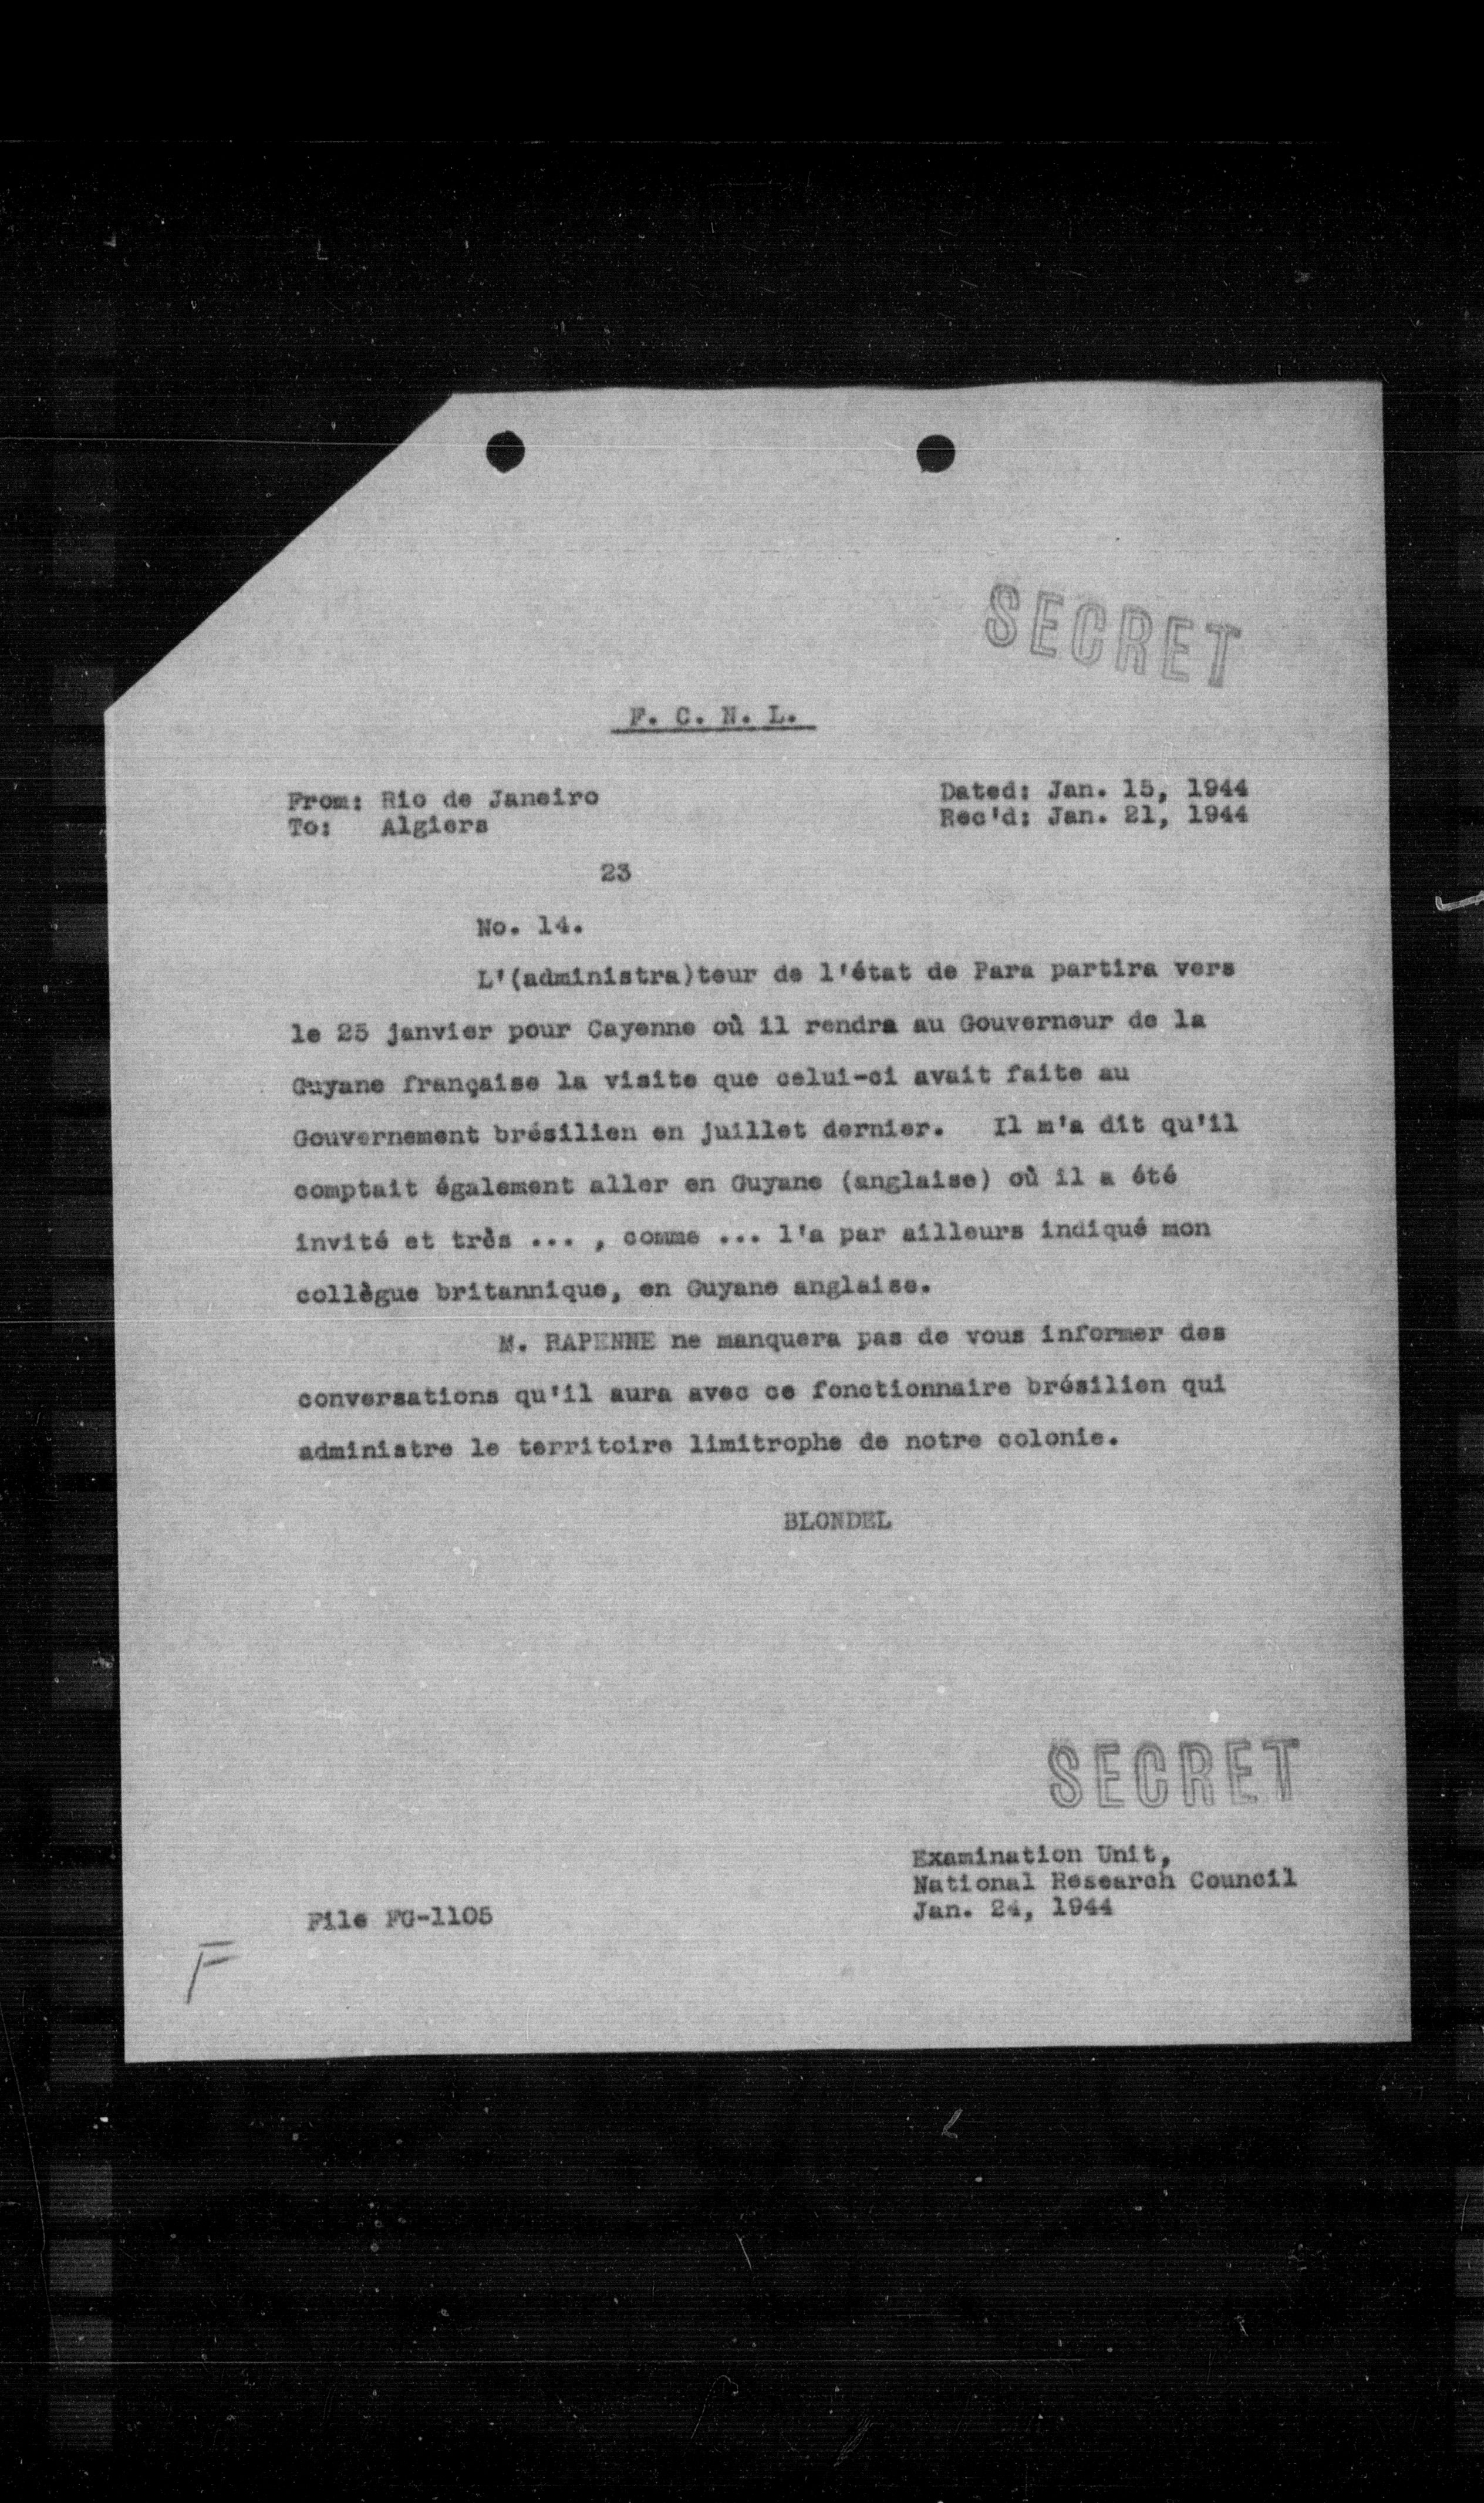 SECRET
F. C. N. L.
From: Rio de Janeiro
To: Algiers
Dated: Jan. 15, 1944
Rec'd: Jan. 21, 1944
23
No. 14.
L'(administra)teur de l'état de Para partira vers
le 25 janvier pour Cayenne où il rendra au Gouverneur de la
Guyane française la visite que celui-ci avait faite au
Gouvernement brésilien en juillet dernier. Il m'a dit qu'il
comptait également aller en Guyane (anglaise) où il a été
invité et très ... , comme ... l'a par ailleurs indiqué mon
collègue britannique, en Guyane anglaise.
M. RAPENNE ne manquera pas de vous informer des
conversations qu'il aura avec ce fonctionnaire brésilien qui
administre le territoire limitrophe de notre colonie.
BLONDEL
SECRET
Examination Unit,
National Research Council
Jan. 24, 1944
File FG-1105
F